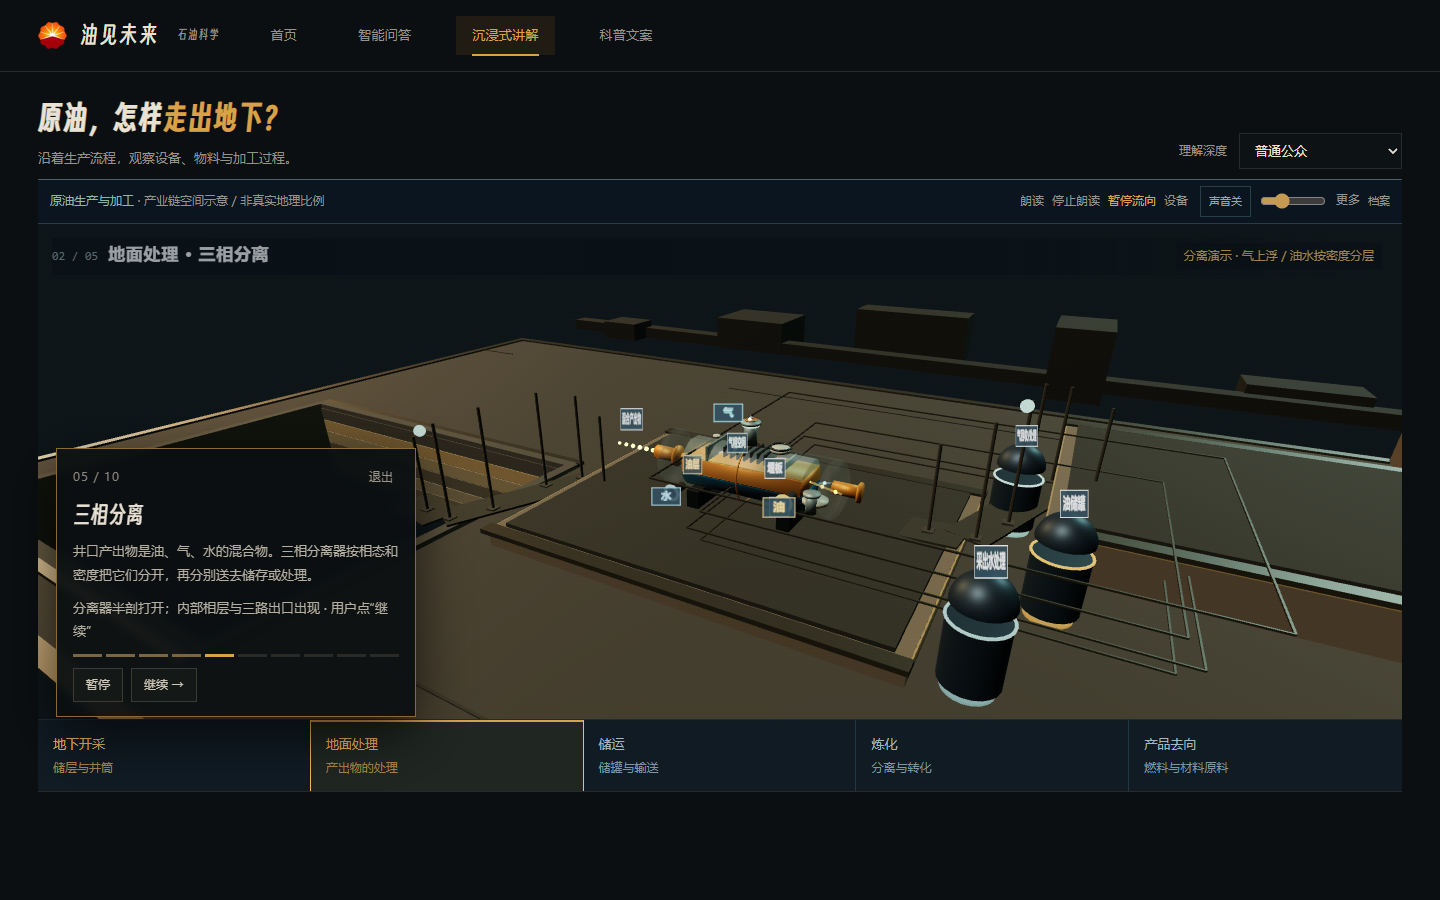 油见未来
石油科学
首页
智能问答
沉浸式讲解
科普文案
原油，怎样走出地下？
沿着生产流程，观察设备、物料与加工过程。
理解深度
普通公众
原油生产与加工 · 产业链空间示意 / 非真实地理比例
朗读
停止朗读
暂停流向
设备
声音关
更多
档案
02 / 05
地面处理 · 三相分离
分离演示 · 气上浮 / 油水按密度分层
气
油层
堰板
水
油
油储罐
采出水处理
05 / 10
退出
三相分离
井口产出物是油、气、水的混合物。三相分离器按相态和
密度把它们分开，再分别送去储存或处理。
分离器半剖打开；内部相层与三路出口出现 · 用户点“继
续”
暂停
继续 →
地下开采
储层与井筒
地面处理
产出物的处理
储运
储罐与输送
炼化
分离与转化
产品去向
燃料与材料原料